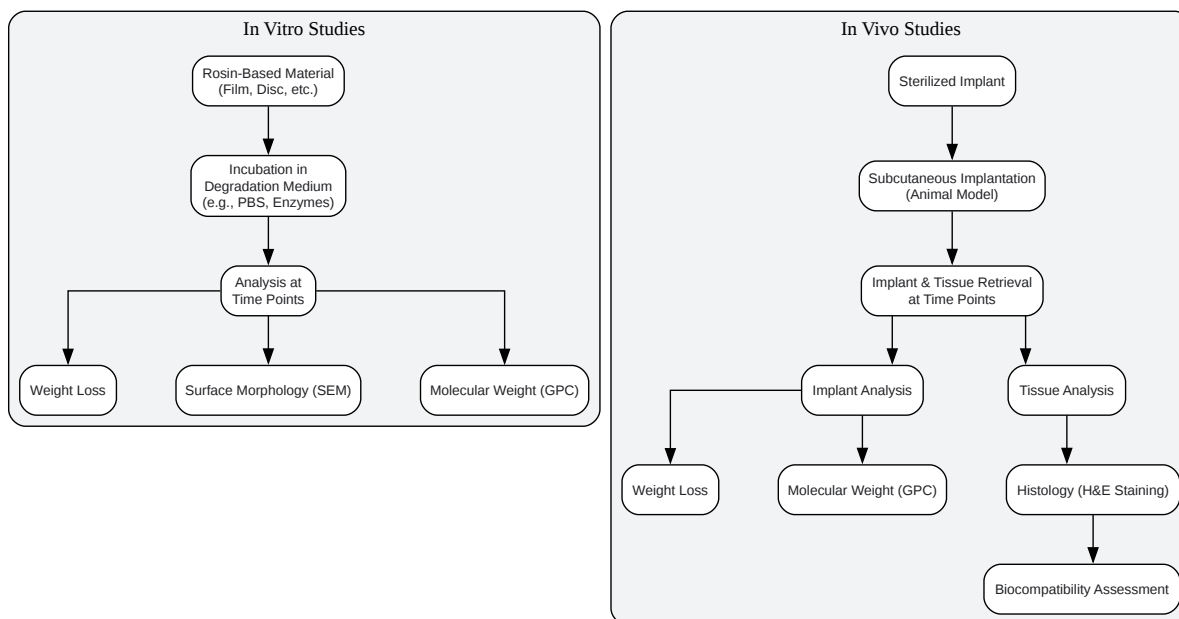 In Vitro Studies
Rosin-Based Material
(Film, Disc, etc.)
Incubation in
Degradation Medium
(e.g., PBS, Enzymes)
Analysis at
Time Points
Weight Loss
Surface Morphology (SEM)
Molecular Weight (GPC)
In Vivo Studies
Sterilized Implant
Subcutaneous Implantation
(Animal Model)
Implant & Tissue Retrieval
at Time Points
Implant Analysis
Tissue Analysis
Weight Loss
Molecular Weight (GPC)
Histology (H&E Staining)
Biocompatibility Assessment